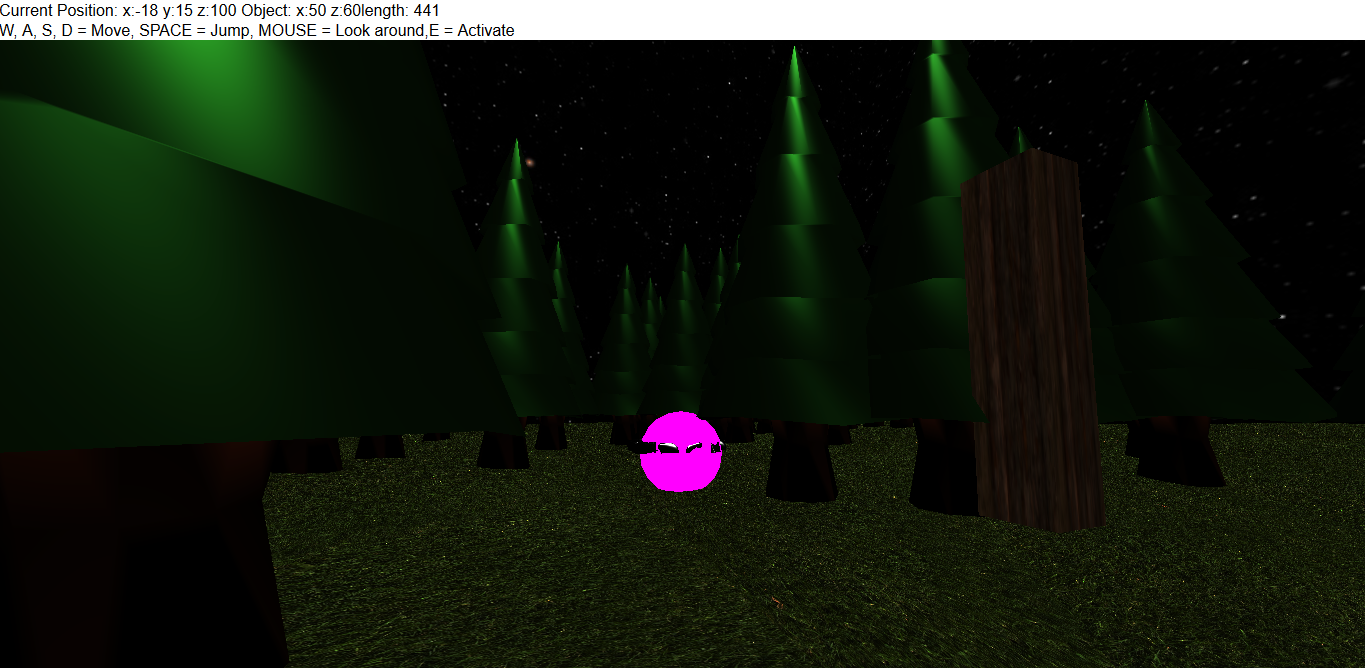 Current Position: x:-18 y:15 z:100 Object: x:50 z:60length: 441
W, A, S, D = Move, SPACE = Jump, MOUSE = Look around,E = Activate